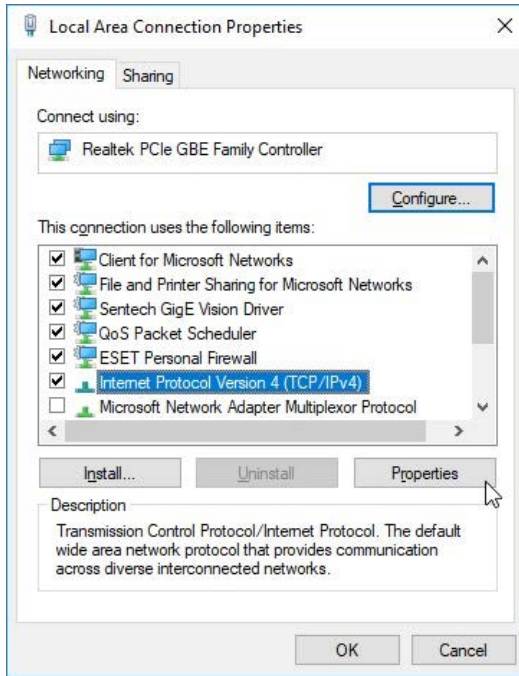 Local Area Connection Properties
Networking
Sharing
Connect using:
Realtek PCIe GBE Family Controller
Configure...
This connection uses the following items:
Client for Microsoft Networks
File and Printer Sharing for Microsoft Networks
Sentech GigE Vision Driver
QoS Packet Scheduler
ESET Personal Firewall
Internet Protocol Version 4 (TCP/IPv4)
Microsoft Network Adapter Multiplexor Protocol
Install...
Uninstall
Properties
Description
Transmission Control Protocol/Internet Protocol. The default
wide area network protocol that provides communication
across diverse interconnected networks.
OK
Cancel